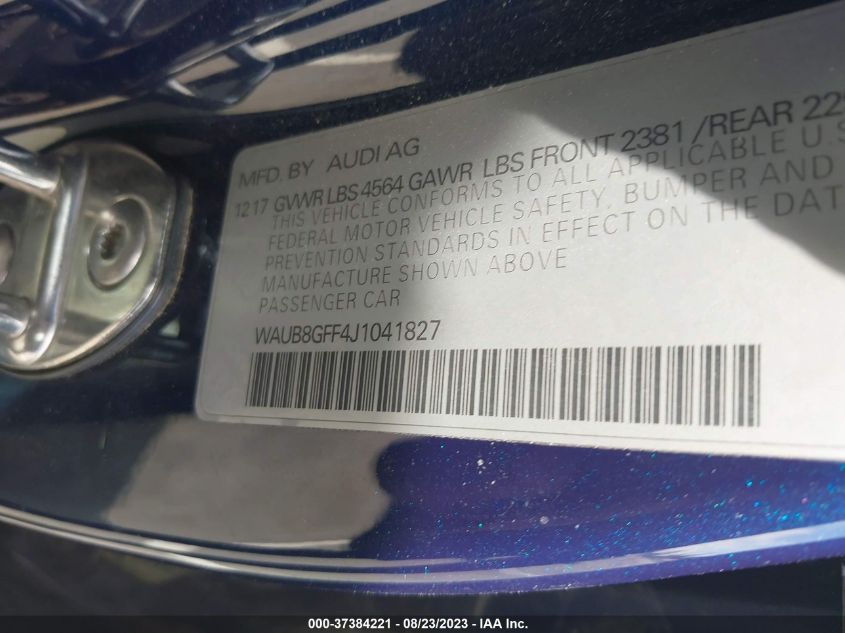 MFD. BY AUDI AG
12 17 GVWR LBS 4564 GAWR LBS FRONT 2381 /REAR 22
THIS VEHICLE CONFORMS TO ALL APPLICABLE U.S
FEDERAL MOTOR VEHICLE SAFETY, BUMPER AND
PREVENTION STANDARDS IN EFFECT ON THE DAT
MANUFACTURE SHOWN ABOVE
PASSENGER CAR
WAUB8GFF4J1041827
000-37384221 - 08/23/2023 - IAA Inc.